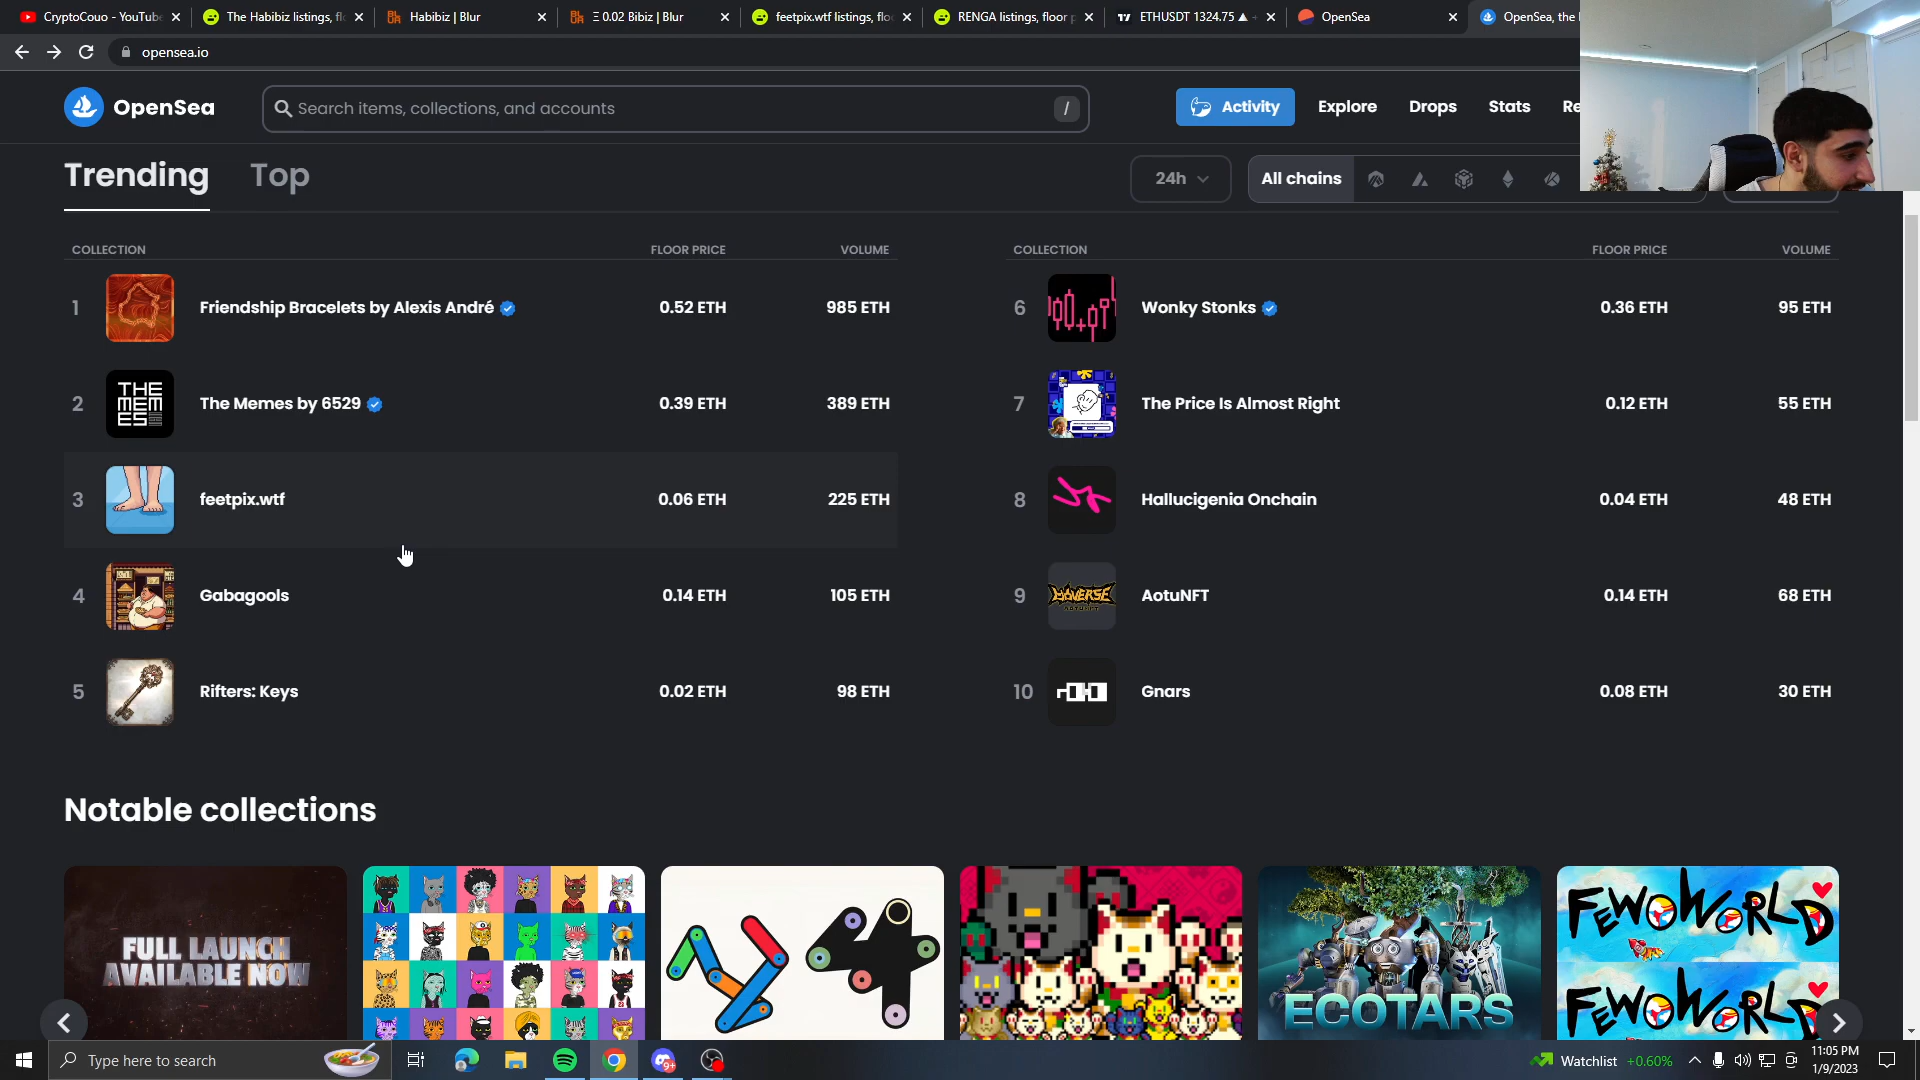 CryptoCouo - YouTube
The Habibiz listings, fl
Habibiz | Blur
Ξ 0.02 Bibiz | Blur
feetpix.wtf listings, flo
RENGA listings, floor p
ETHUSDT 1324.75 ▲
OpenSea
OpenSea, the
opensea.io
OpenSea
Search items, collections, and accounts
/
Activity
Explore
Drops
Stats
Re
Trending
Top
24h
All chains
COLLECTION
FLOOR PRICE
VOLUME
1
Friendship Bracelets by Alexis André
0.52 ETH
985 ETH
2
THE MEMES
The Memes by 6529
0.39 ETH
389 ETH
3
feetpix.wtf
0.06 ETH
225 ETH
4
Gabagools
0.14 ETH
105 ETH
5
Rifters: Keys
0.02 ETH
98 ETH
COLLECTION
FLOOR PRICE
VOLUME
6
Wonky Stonks
0.36 ETH
95 ETH
7
The Price Is Almost Right
0.12 ETH
55 ETH
8
Hallucigenia Onchain
0.04 ETH
48 ETH
9
AotuNFT
0.14 ETH
68 ETH
10
Gnars
0.08 ETH
30 ETH
Notable collections
FULL LAUNCH
AVAILABLE NOW
ECOTARS
FEWOWORLD
FEWOWORLD
Type here to search
9+
Watchlist +0.60%
11:05 PM
1/9/2023